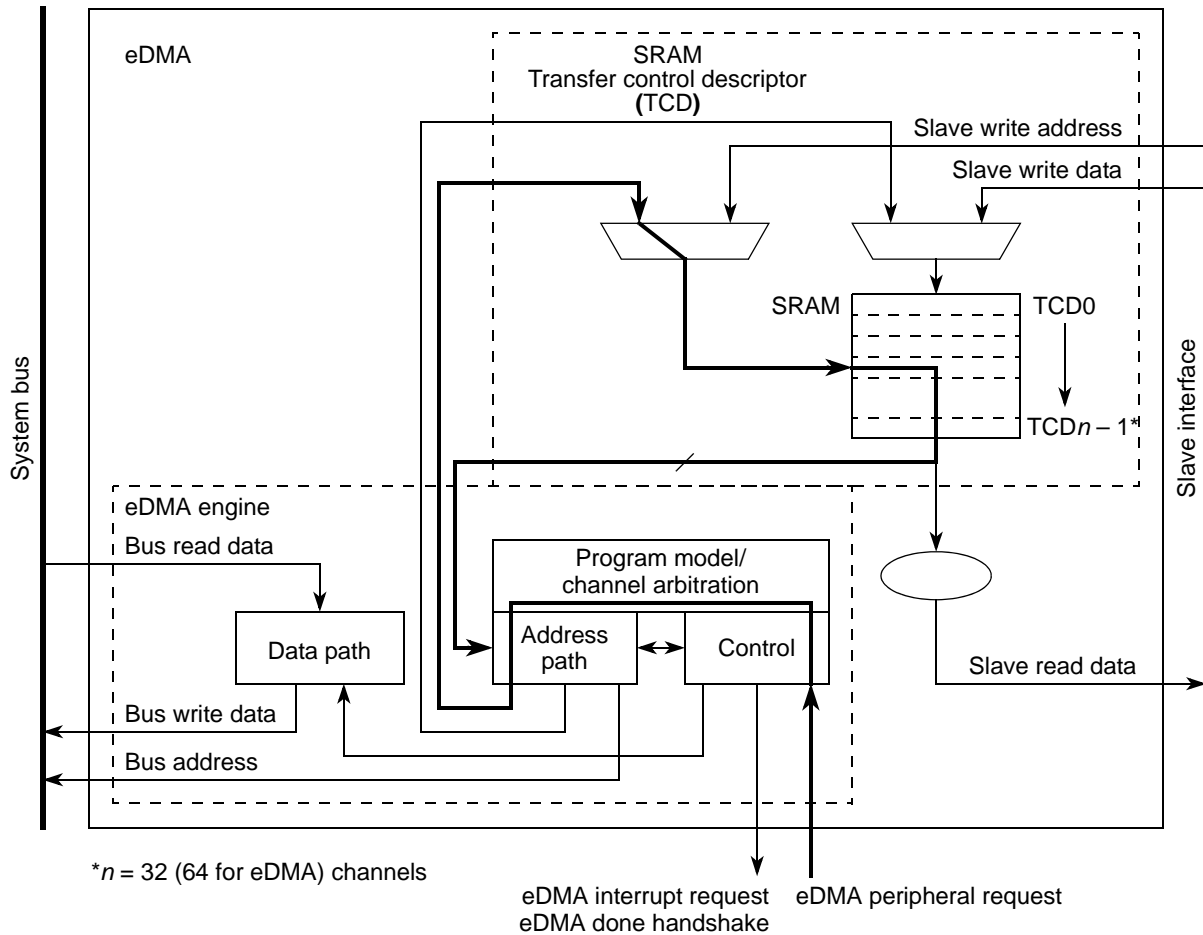 eDMA
SRAM
Transfer control descriptor
(TCD)
Slave write address
Slave write data
SRAM
TCD0
TCDn – 1*
System bus
Slave interface
eDMA engine
Bus read data
Program model/
channel arbitration
Data path
Address
path
Control
Slave read data
Bus write data
Bus address
*n = 32 (64 for eDMA) channels
eDMA interrupt request
eDMA done handshake
eDMA peripheral request